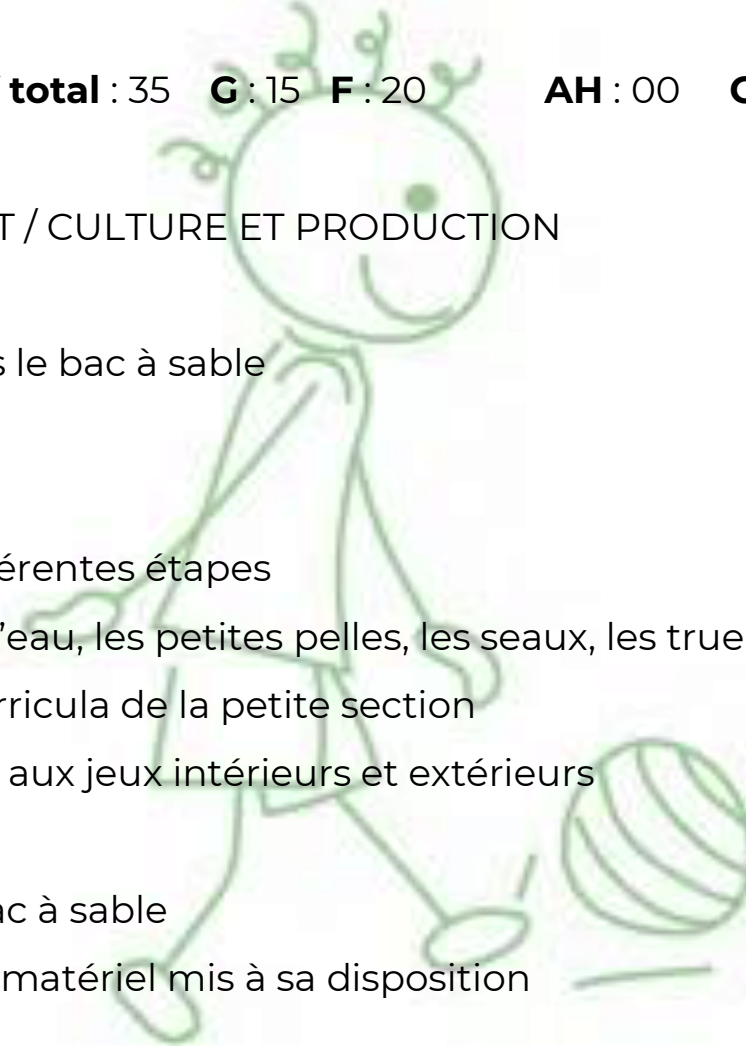 total : 35 G : 15 F : 20 AH : 00
T / CULTURE ET PRODUCTION
le bac à sable
érentes étapes
'eau, les petites pelles, les seaux, les true
rricula de la petite section
aux jeux intérieurs et extérieurs
ac à sable
matériel mis à sa disposition